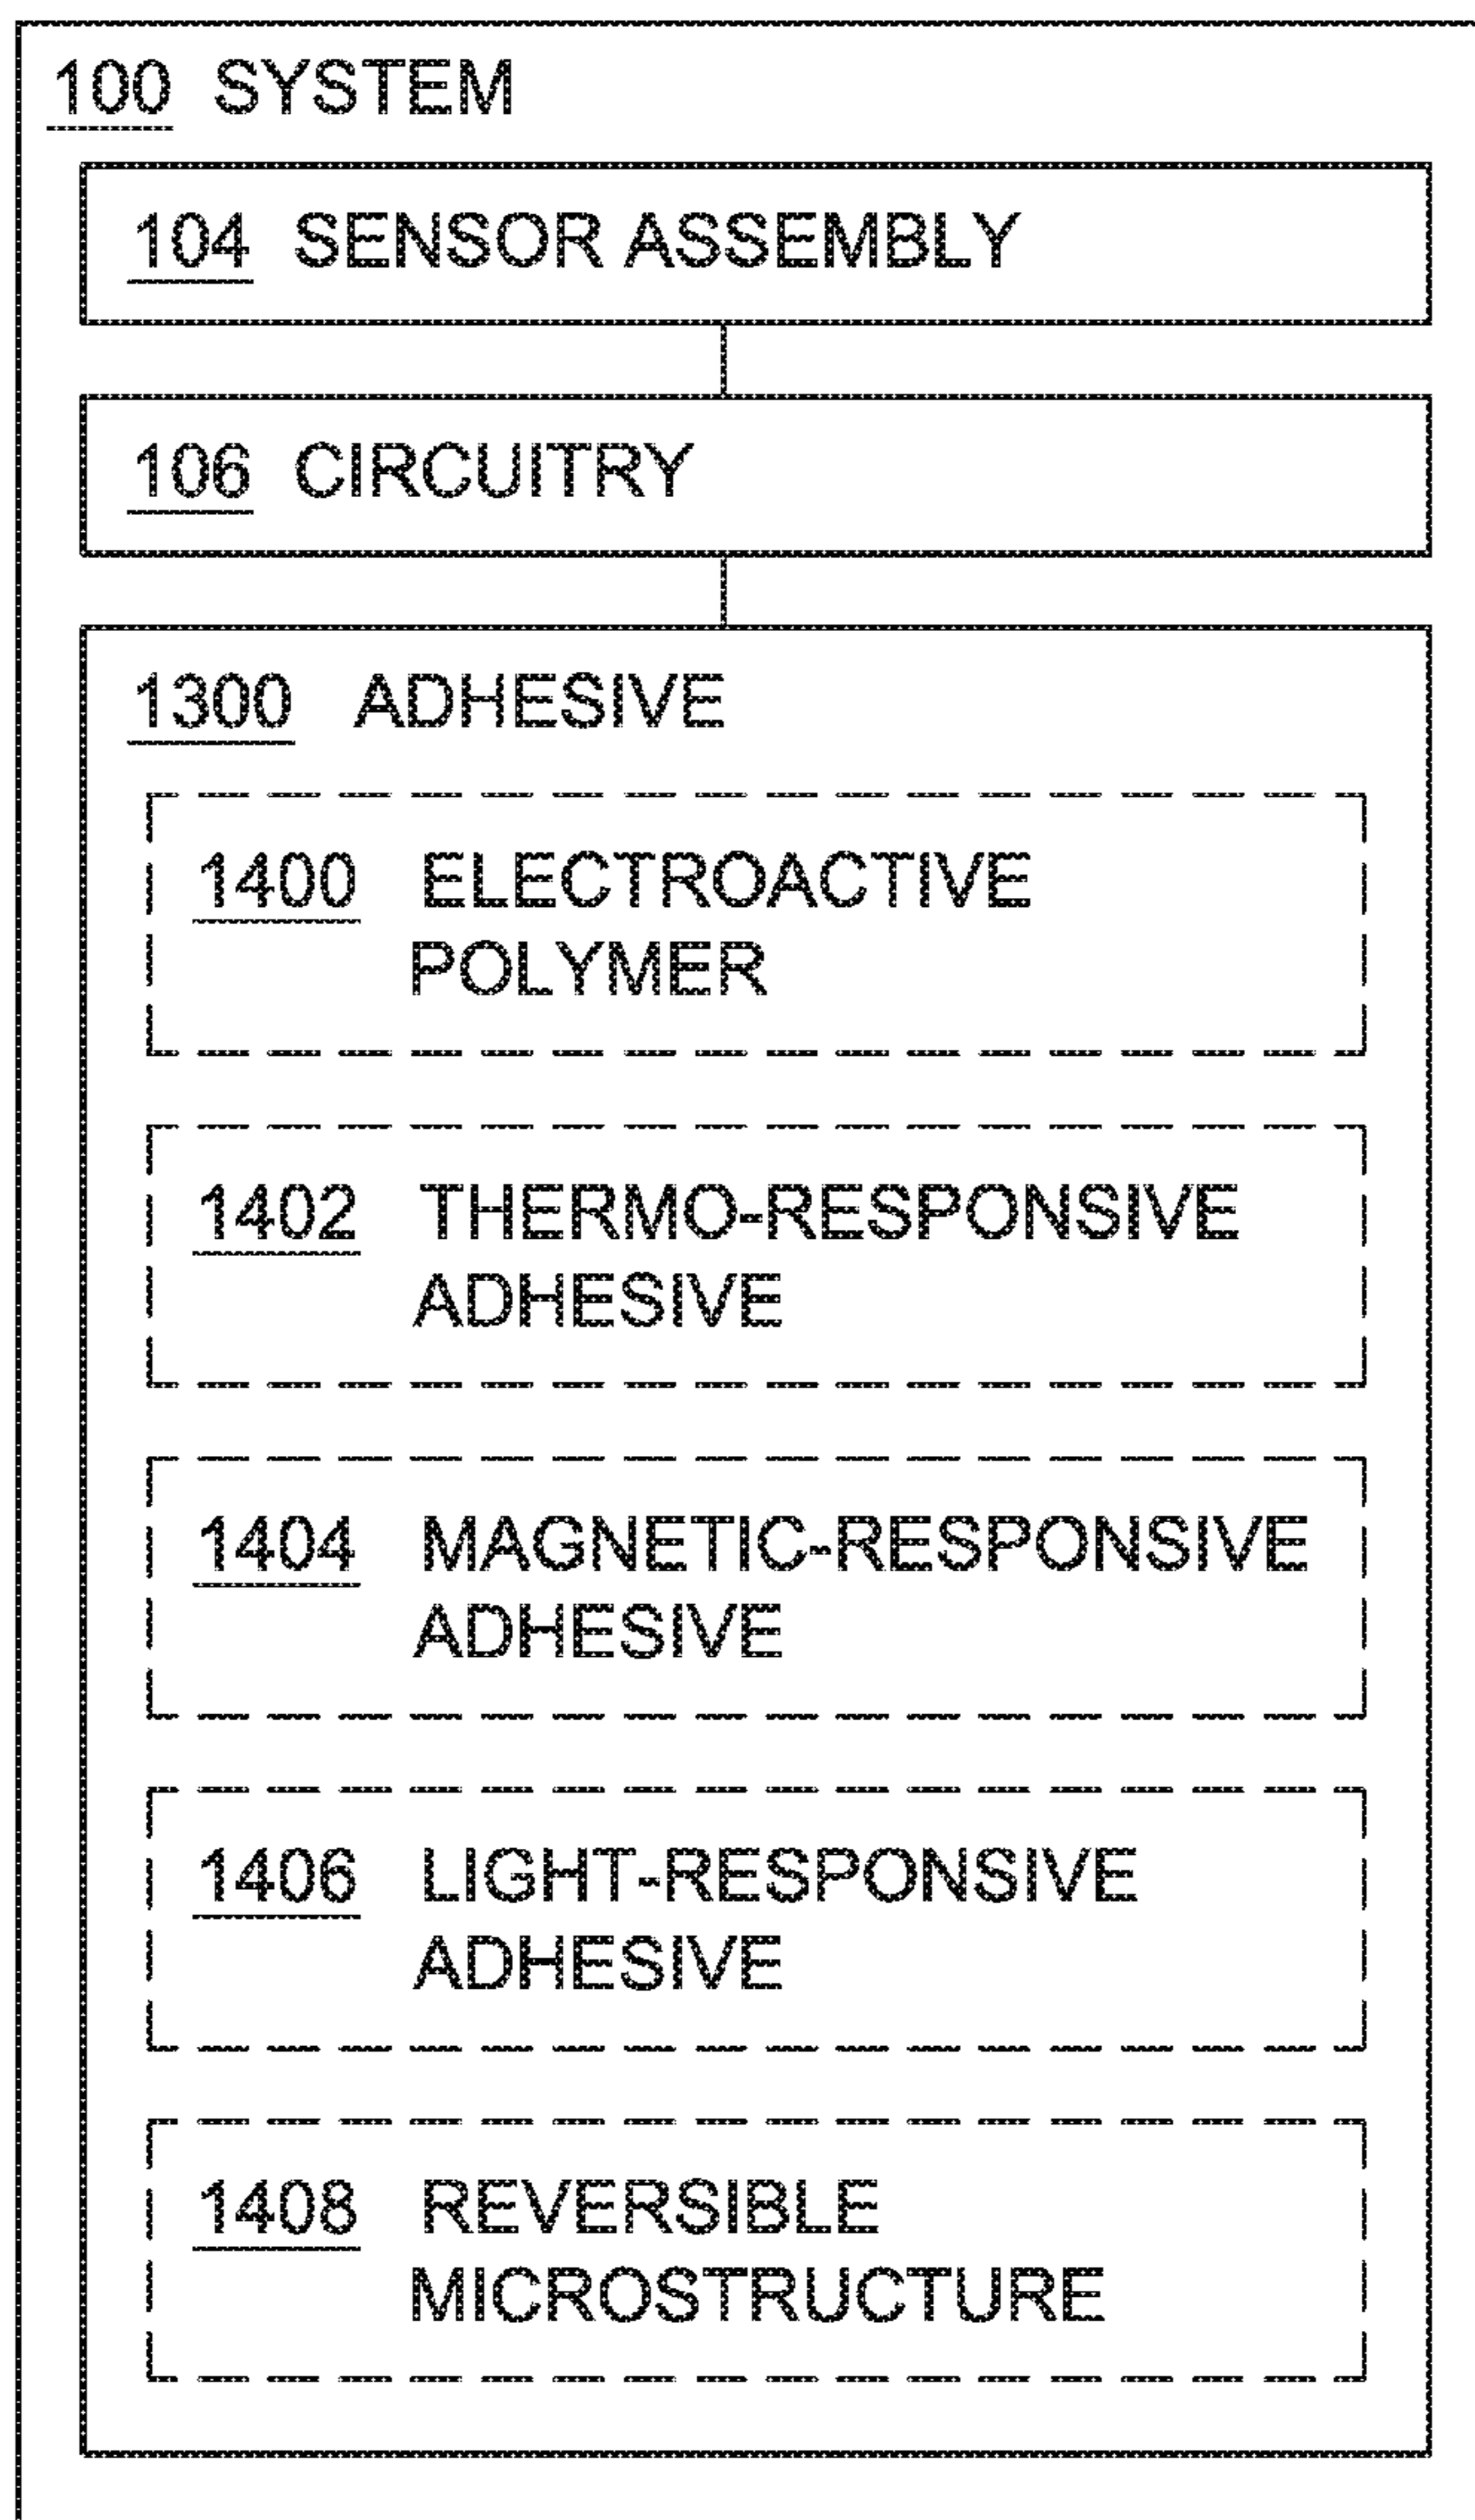 100 SYSTEM
104 SENSOR ASSEMBLY
106 CIRCUITRY
1300 ADHESIVE
1400 ELECTROACTIVE
POLYMER
1402 THERMO-RESPONSIVE
ADHESIVE
1404 MAGNETIC-RESPONSIVE
ADHESIVE
1406 LIGHT-RESPONSIVE
ADHESIVE
1408 REVERSIBLE
MICROSTRUCTURE